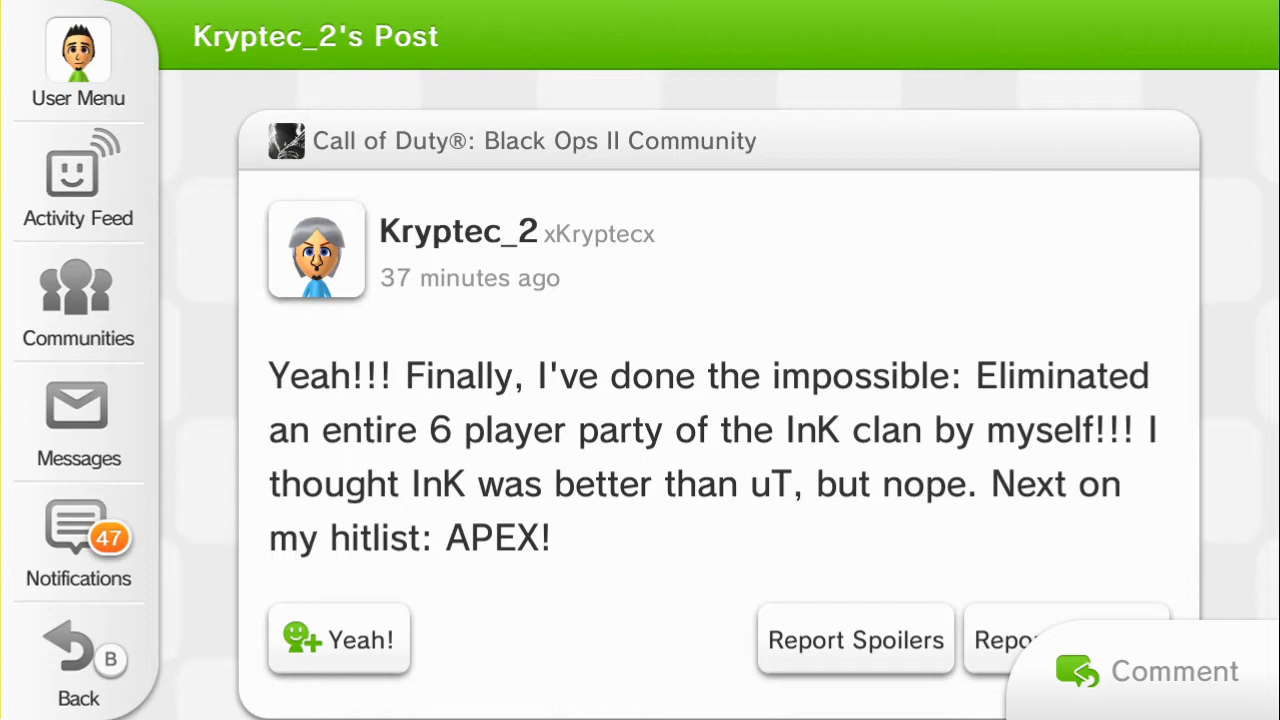 Kryptec_2's Post
User Menu
Activity Feed
Communities
Messages
47
Notifications
B
Back
Call of Duty®: Black Ops II Community
Kryptec_2 xKryptecx
37 minutes ago
Yeah!!! Finally, I've done the impossible: Eliminated
an entire 6 player party of the InK clan by myself!!! I
thought InK was better than uT, but nope. Next on
my hitlist: APEX!
Yeah!
Report Spoilers
Comment